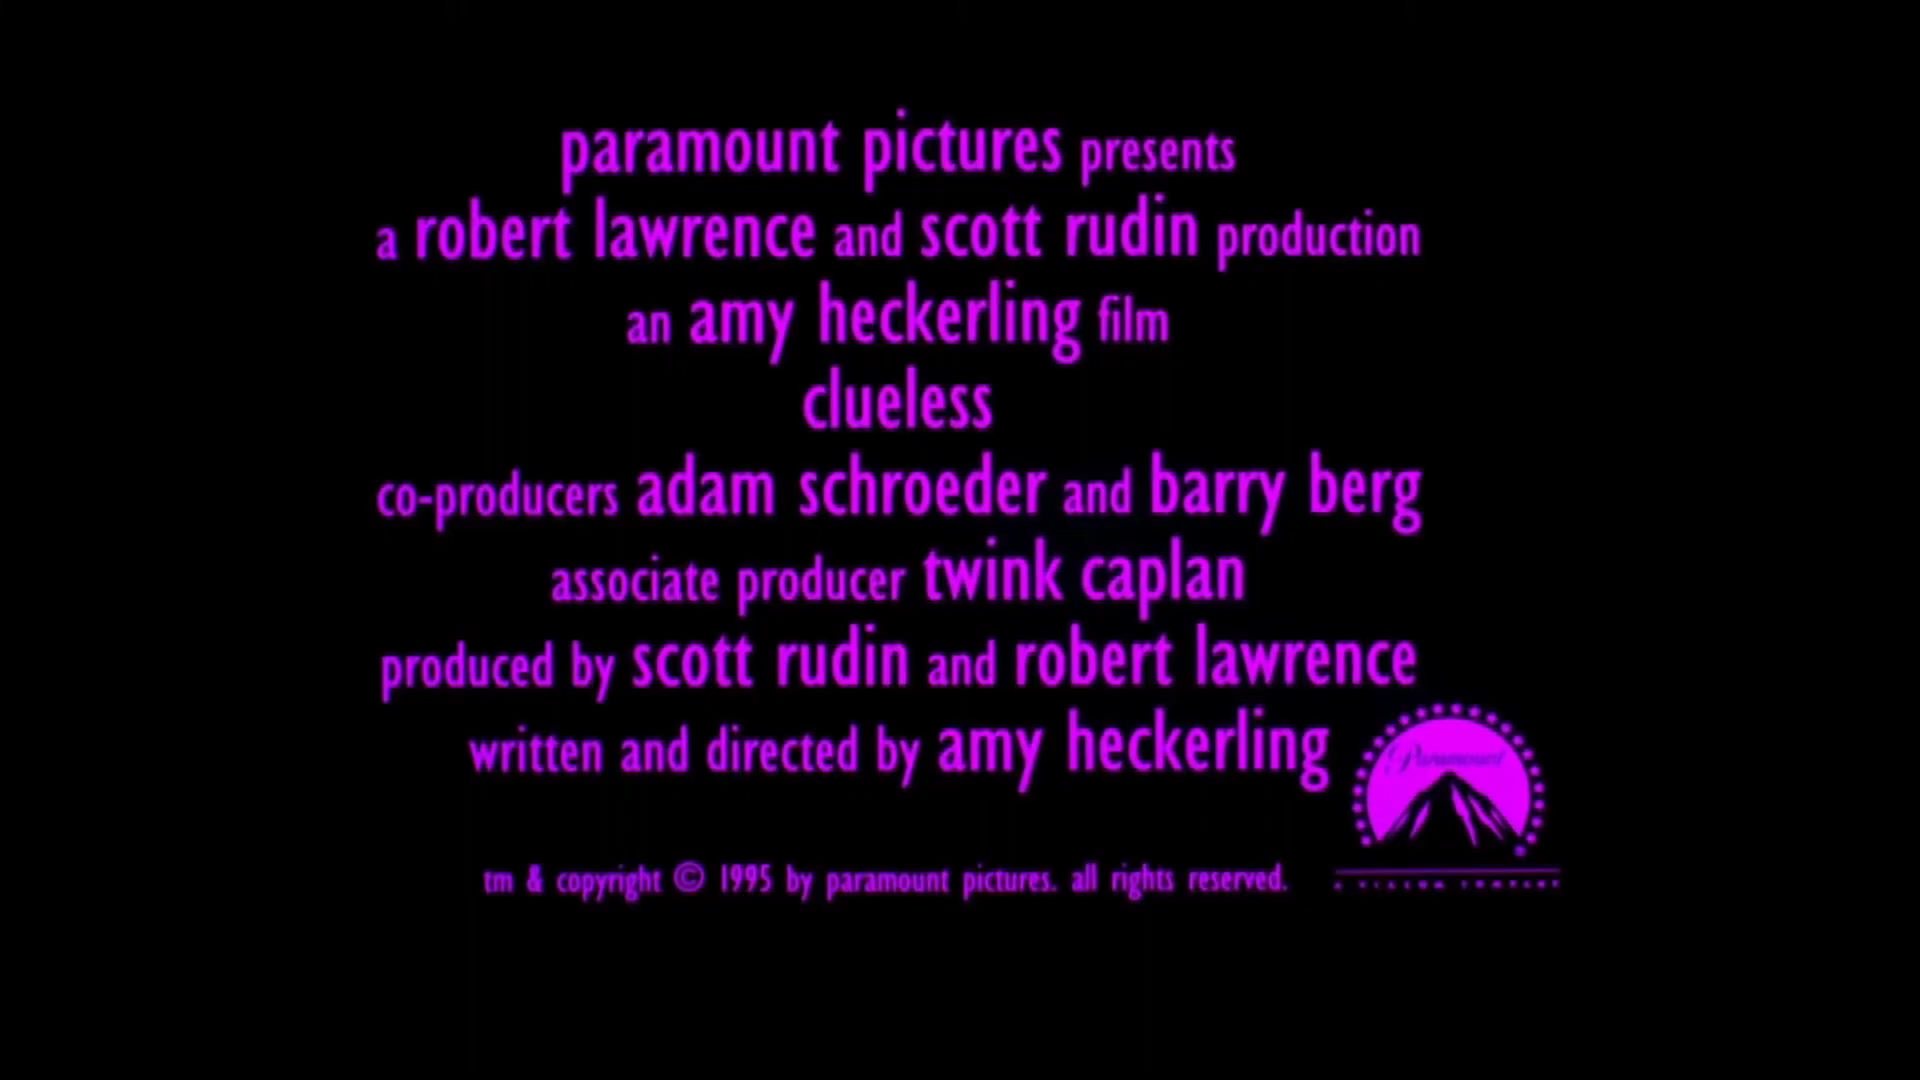 paramount pictures presents
a robert lawrence and scott rudin production
an amy heckerling film
clueless
co-producers adam schroeder and barry berg
associate producer twink caplan
produced by scott rudin and robert lawrence
written and directed by amy heckerling
Paramount
tm & copyright © 1995 by paramount pictures. all rights reserved.